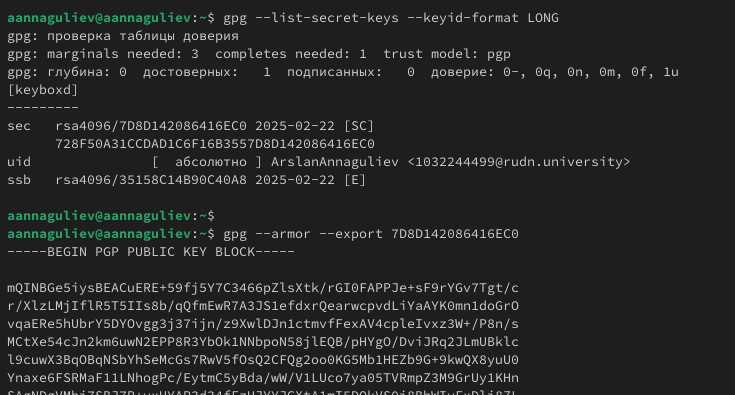 aannaguliev@aannaguliev:~$ gpg --list-secret-keys --keyid-format LONG
gpg: проверка таблицы доверия
gpg: marginals needed: 3  completes needed: 1  trust model: pgp
gpg: глубина: 0  достоверных:   1  подписанных:   0  доверие: 0-, 0q, 0n, 0m, 0f, 1u
[keyboxd]
---------
sec   rsa4096/7D8D142086416EC0 2025-02-22 [SC]
      728F50A31CCDAD1C6F16B3557D8D142086416EC0
uid              [  абсолютно ] ArslanAnnaguliev <1032244499@rudn.university>
ssb   rsa4096/35158C14B90C40A8 2025-02-22 [E]
aannaguliev@aannaguliev:~$
aannaguliev@aannaguliev:~$ gpg --armor --export 7D8D142086416EC0
-----BEGIN PGP PUBLIC KEY BLOCK-----
mQINBGe5iysBEACuERE+59fj5Y7C3466pZlsXtk/rGI0FAPPJe+sF9rYGv7Tgt/c
r/XlzLMjIflR5T5IIs8b/qQfmEwR7A3JS1efdxrQearwcpvdLiYaAYK0mn1doGrO
vqaERe5hUbrY5DYOvgg3j37ijn/z9XwlDJn1ctmvfFexAV4cpleIvxz3W+/P8n/s
MCtXe54cJn2km6uwN2EPP8R3YbOk1NNbpoN58jlEQB/pHYgO/DviJRq2JLmUBklc
l9cuwX3BqOBqNSbYhSeMcGs7RwV5fOsQ2CFQg2oo0KG5Mb1HEZb9G+9kwQX8yuU0
Ynaxe6FSRMaF11LNhogPc/EytmC5yBda/wW/V1LUco7ya05TVRmpZ3M9GrUy1KHn